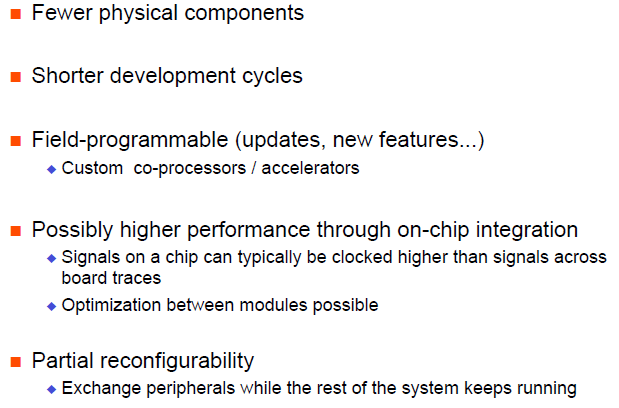 Fewer physical components
Shorter development cycles
Field-programmable (updates, new features...)
Custom co-processors / accelerators
Possibly higher performance through on-chip integration
Signals on a chip can typically be clocked higher than signals across
board traces
Optimization between modules possible
Partial reconfigurability
Exchange peripherals while the rest of the system keeps running